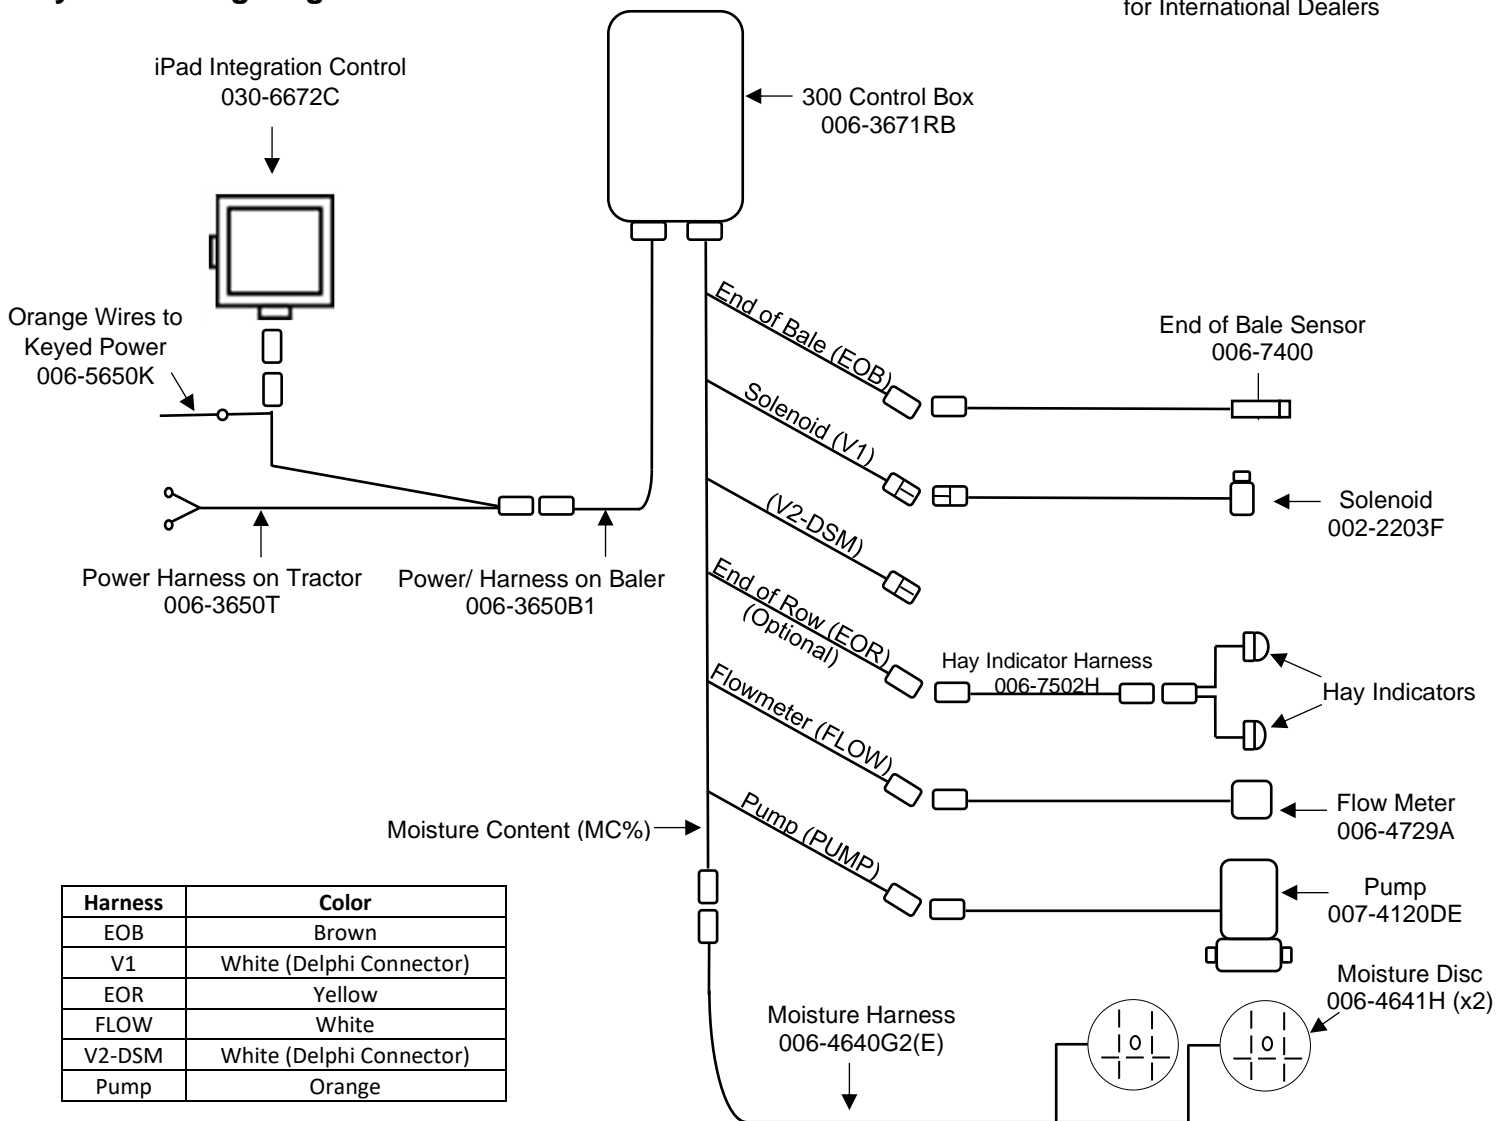 for International Dealers
iPad Integration Control
030-6672C
300 Control Box
006-3671RB
Orange Wires to
Keyed Power
006-5650K
End of Bale (EOB)
End of Bale Sensor
006-7400
Solenoid (V1)
Solenoid
002-2203F
(V2-DSM)
Power Harness on Tractor
006-3650T
Power/ Harness on Baler
006-3650B1
End of Row (EOR)
(Optional)
Hay Indicator Harness
006-7502H
Hay Indicators
Flowmeter (FLOW)
Flow Meter
006-4729A
Moisture Content (MC%)
Pump (PUMP)
Pump
007-4120DE
Harness Color
EOB Brown
V1 White (Delphi Connector)
EOR Yellow
FLOW White
V2-DSM White (Delphi Connector)
Pump Orange
Moisture Disc
006-4641H (x2)
Moisture Harness
006-4640G2(E)